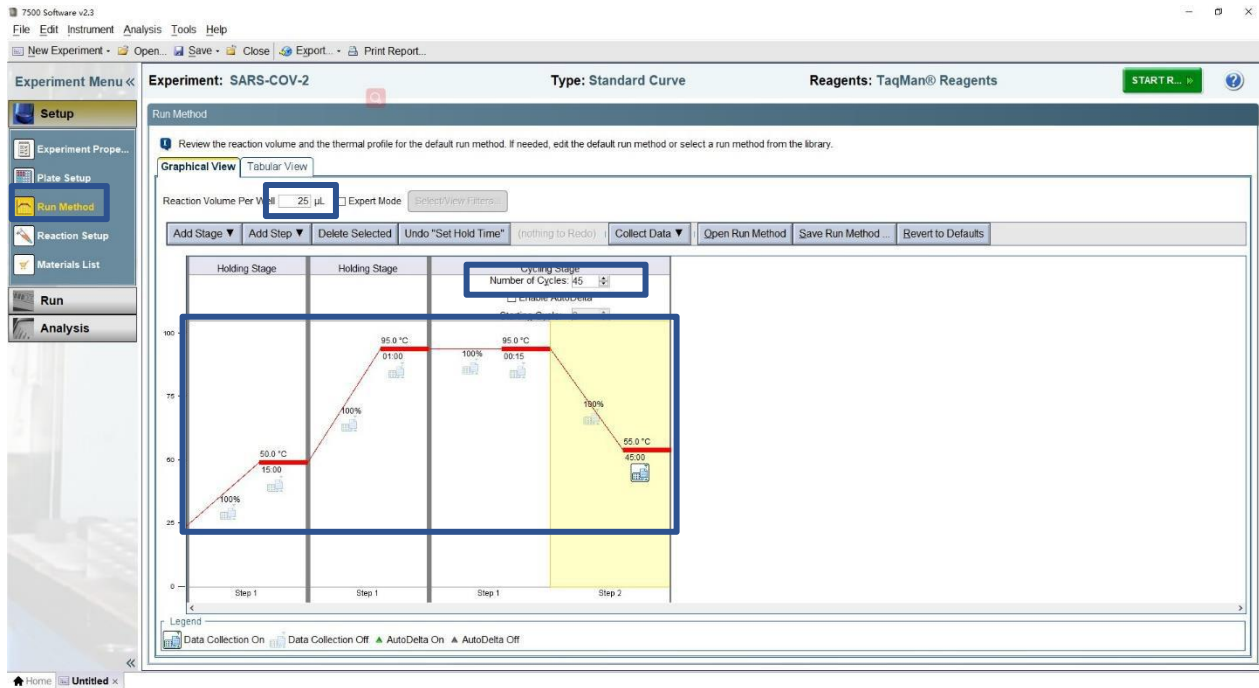 7500 Software v2.3
File Edit Instrument Analysis Tools Help
New Experiment Open... Save Close Export... Print Report...
Experiment Menu «
Experiment: SARS-COV-2 Type: Standard Curve Reagents: TaqMan® Reagents START R... »
Setup
Experiment Prope...
Plate Setup
Run Method
Reaction Setup
Materials List
Run
Analysis
Run Method
Review the reaction volume and the thermal profile for the default run method. If needed, edit the default run method or select a run method from the library.
Graphical View Tabular View
Reaction Volume Per Well 25 µL Expert Mode Select/View Filters...
Add Stage ▼ Add Step ▼ Delete Selected Undo "Set Hold Time" (nothing to Redo) Collect Data ▼ Open Run Method Save Run Method ... Revert to Defaults
Holding Stage Holding Stage Cycling Stage
Number of Cycles: 45
Enable AutoDelta
100
75
50
25
0
100%
50.0 °C
15:00
100%
95.0 °C
01:00
100%
95.0 °C
00:15
100%
55.0 °C
45:00
Step 1 Step 1 Step 1 Step 2
Legend
Data Collection On Data Collection Off ▲ AutoDelta On ▲ AutoDelta Off
«
Home Untitled ×